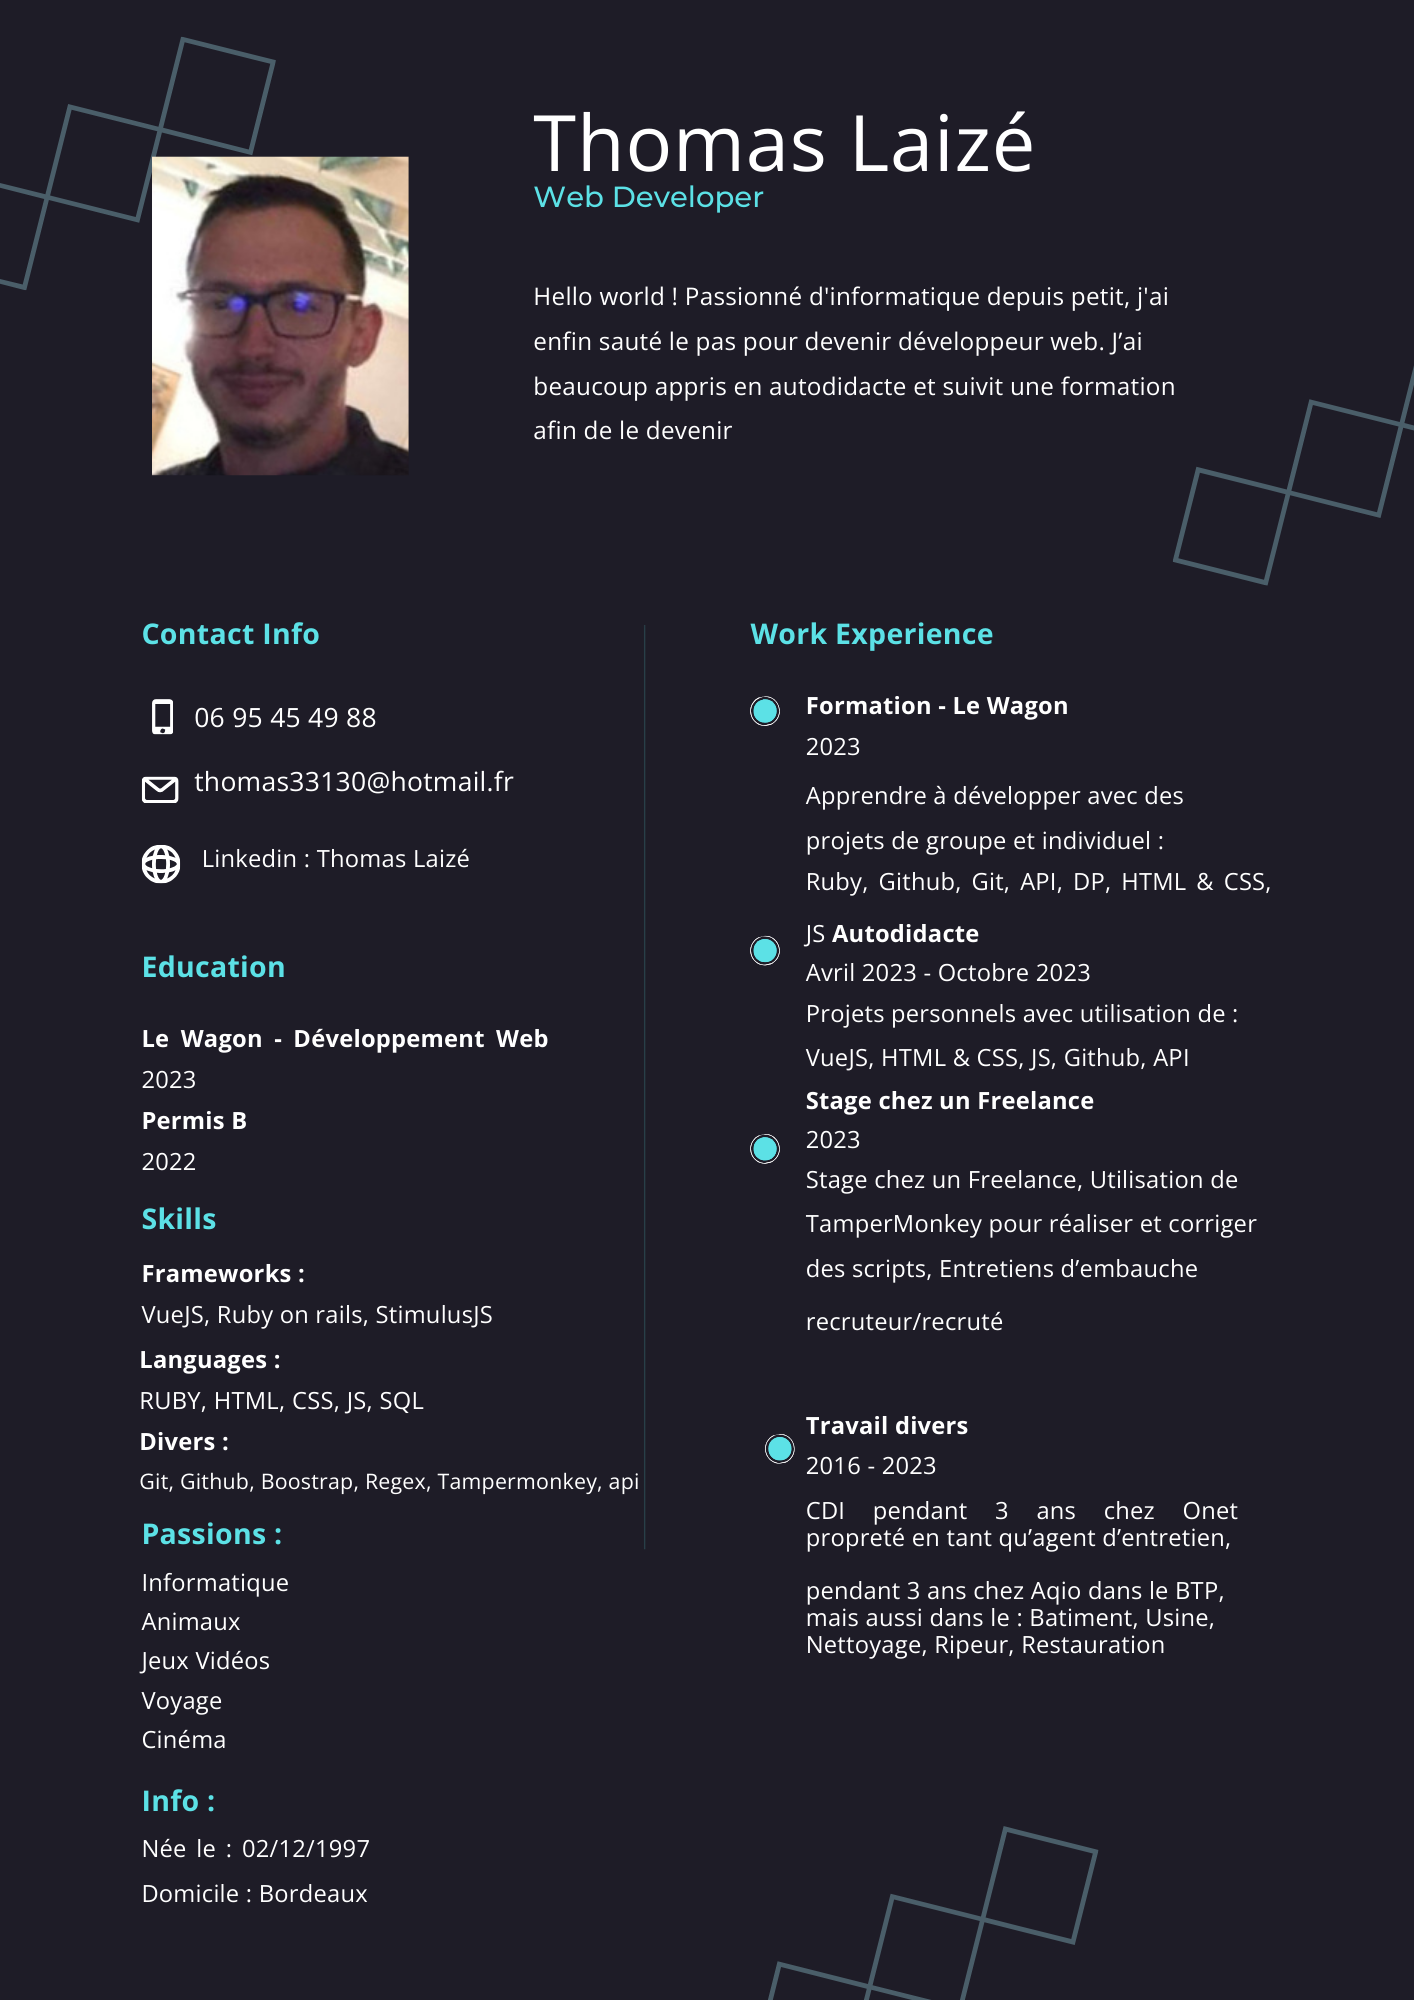 Thomas Laizé
Web Developer
Hello world ! Passionné d'informatique depuis petit, j'ai
enfin sauté le pas pour devenir développeur web. J’ai
beaucoup appris en autodidacte et suivit une formation
afin de le devenir
Contact Info
06 95 45 49 88
thomas33130@hotmail.fr
Linkedin : Thomas Laizé
Education
Le Wagon - Développement Web
2023
Permis B
2022
Skills
Frameworks :
VueJS, Ruby on rails, StimulusJS
Languages :
RUBY, HTML, CSS, JS, SQL
Divers :
Git, Github, Boostrap, Regex, Tampermonkey, api
Passions :
Informatique
Animaux
Jeux Vidéos
Voyage
Cinéma
Info :
Née le : 02/12/1997
Domicile : Bordeaux
Work Experience
Formation - Le Wagon
2023
Apprendre à développer avec des
projets de groupe et individuel :
Ruby, Github, Git, API, DP, HTML & CSS,
JS Autodidacte
Avril 2023 - Octobre 2023
Projets personnels avec utilisation de :
VueJS, HTML & CSS, JS, Github, API
Stage chez un Freelance
2023
Stage chez un Freelance, Utilisation de
TamperMonkey pour réaliser et corriger
des scripts, Entretiens d’embauche
recruteur/recruté
Travail divers
2016 - 2023
CDI pendant 3 ans chez Onet
propreté en tant qu’agent d’entretien,
pendant 3 ans chez Aqio dans le BTP,
mais aussi dans le : Batiment, Usine,
Nettoyage, Ripeur, Restauration